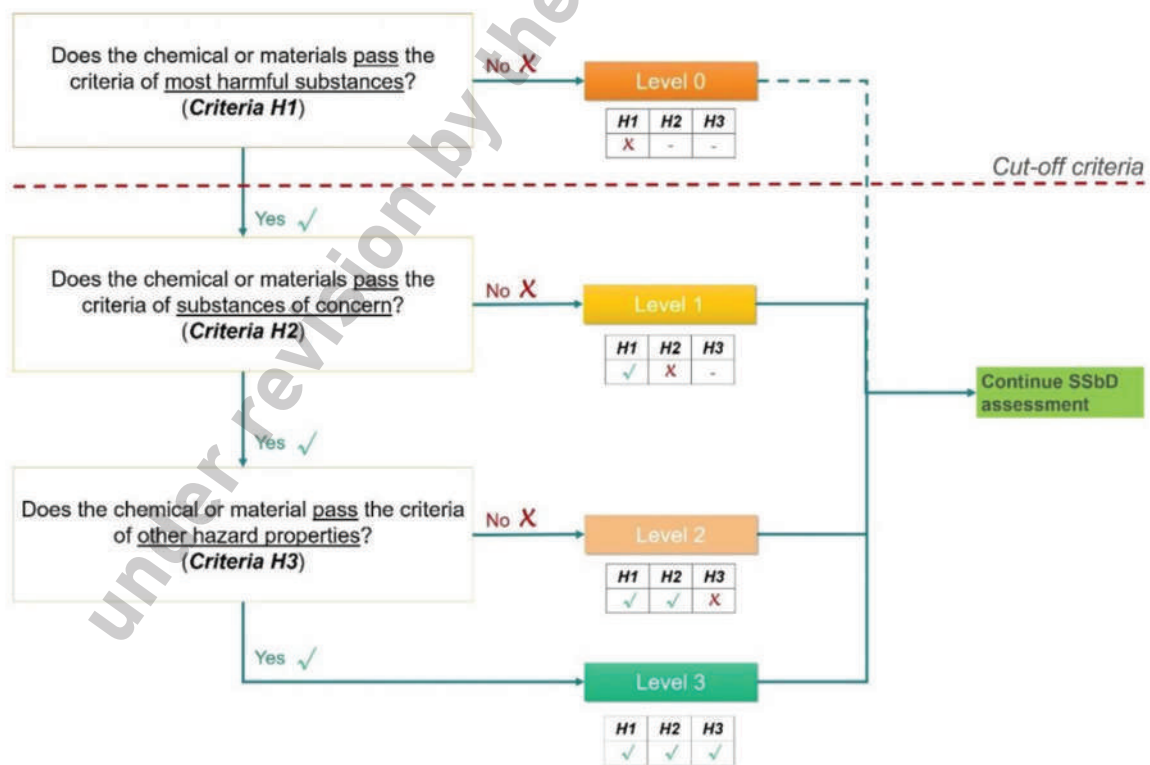 Does the chemical or materials pass the
criteria of most harmful substances?
(Criteria H1)
No X
Level 0
H1 H2 H3
X - -
Cut-off criteria
Yes √
Does the chemical or materials pass the
criteria of substances of concern?
(Criteria H2)
No X
Level 1
H1 H2 H3
√ X -
Continue SSbD
assessment
Yes √
Does the chemical or material pass the criteria
of other hazard properties?
(Criteria H3)
No X
Level 2
H1 H2 H3
√ √ X
Yes √
Level 3
H1 H2 H3
√ √ √
under revision by the